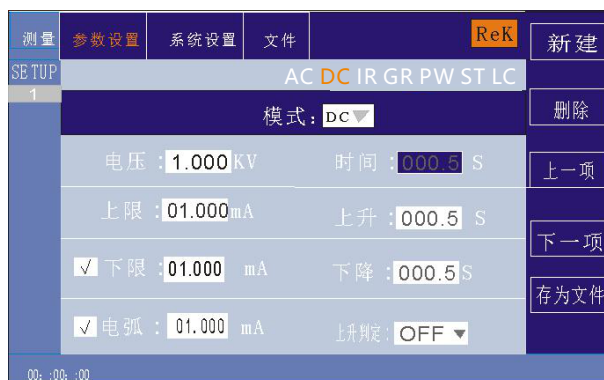 测量 参数设置 系统设置 文件 ReK 新建
SETUP AC DC IR GR PW ST LC
1
模式：DC 删除
电压：1.000KV 时间：000.5 S 上一项
上限：01.000mA 上升：000.5 S
√ 下限：01.000 mA 下降：000.5 S 下一项
存为文件
√ 电弧：01.000 mA 上升判定：OFF
00: :00: :00